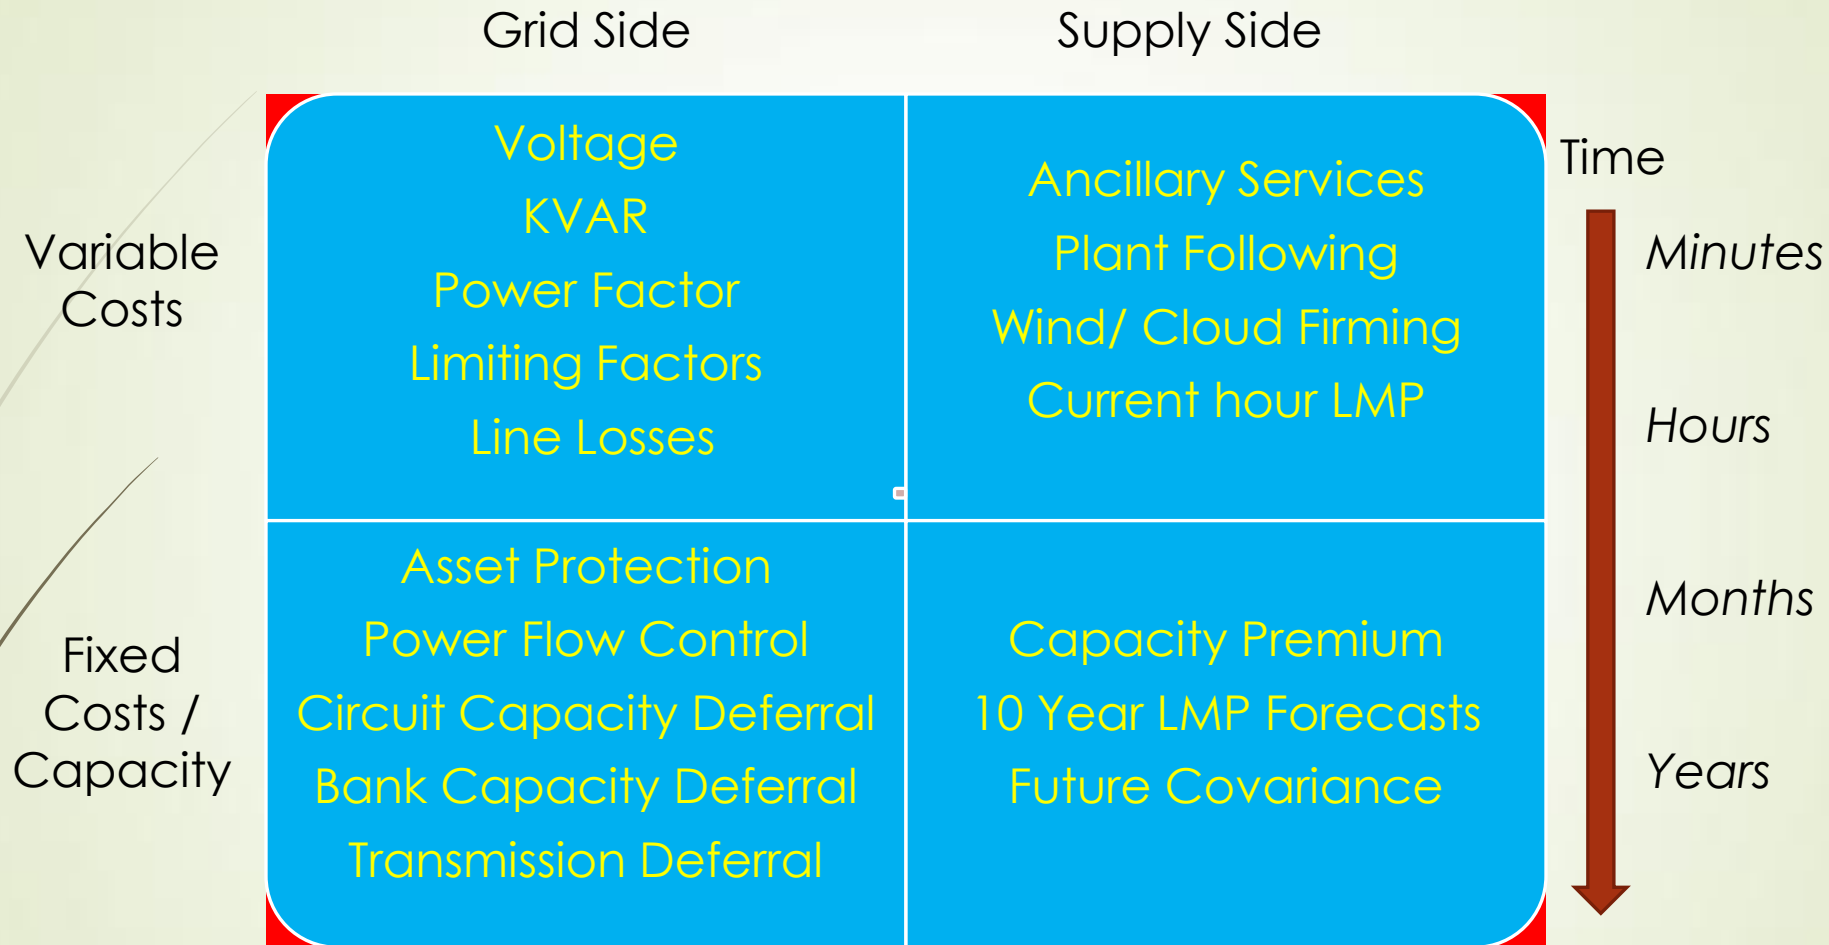 Grid Side
Supply Side
Variable
Costs
Voltage
KVAR
Power Factor
Limiting Factors
Line Losses
Ancillary Services
Plant Following
Wind/ Cloud Firming
Current hour LMP
Time
Minutes
Hours
Fixed
Costs /
Capacity
Asset Protection
Power Flow Control
Circuit Capacity Deferral
Bank Capacity Deferral
Transmission Deferral
Capacity Premium
10 Year LMP Forecasts
Future Covariance
Months
Years